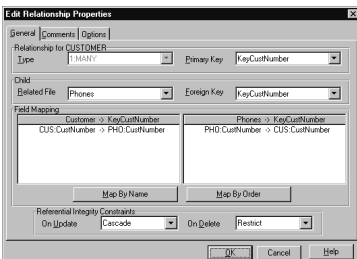 Edit Relationship Properties
General Comments Options
Relationship for CUSTOMER
Type 1:MANY Primary Key KeyCustNumber
Child
Related File Phones Foreign Key KeyCustNumber
Field Mapping
Customer -> KeyCustNumber Phones -> KeyCustNumber
CUS:CustNumber -> PHO:CustNumber PHO:CustNumber -> CUS:CustNumber
Map By Name Map By Order
Referential Integrity Constraints
On Update Cascade On Delete Restrict
OK Cancel Help